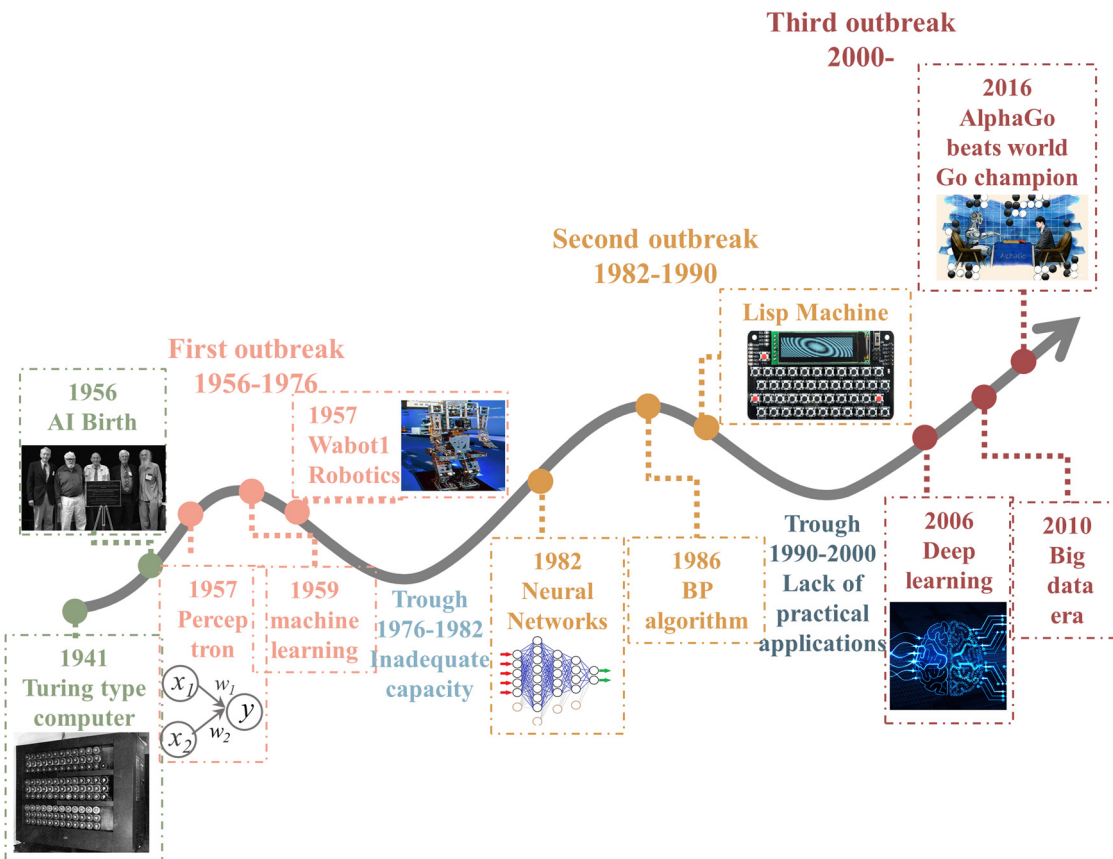 Third outbreak
2000-
2016
AlphaGo
beats world
Go champion
AlphaGo
Second outbreak
1982-1990
Lisp Machine
First outbreak
1956-1976
1956
AI Birth
1957
Wabot1
Robotics
1941
Turing type
computer
1957
Percep
tron
x1
w1
y
x2
w2
1959
machine
learning
Trough
1976-1982
Inadequate
capacity
1982
Neural
Networks
1986
BP
algorithm
Trough
1990-2000
Lack of
practical
applications
2006
Deep
learning
2010
Big
data
era